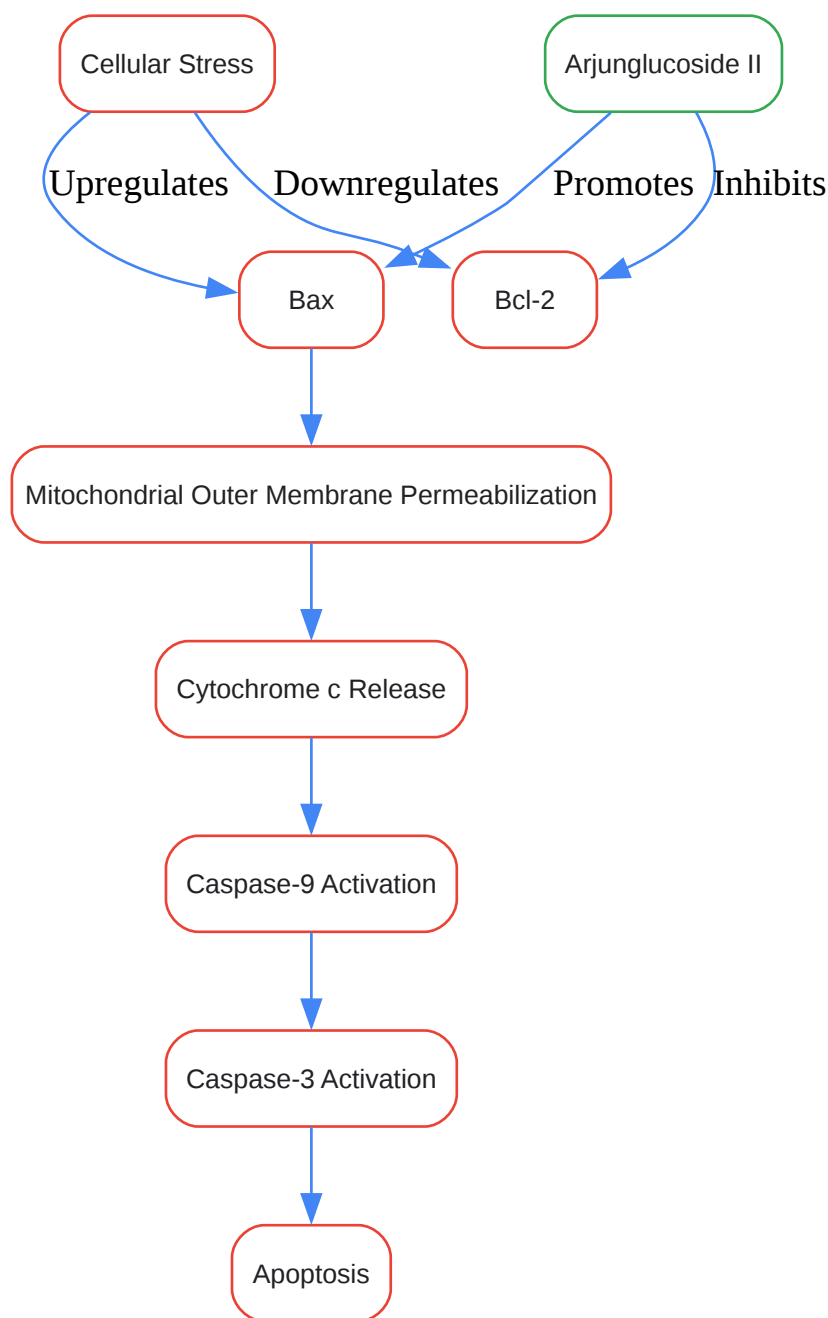 Cellular Stress
Arjunglucoside II
Upregulates
Downregulates
Promotes
Inhibits
Bax
Bcl-2
Mitochondrial Outer Membrane Permeabilization
Cytochrome c Release
Caspase-9 Activation
Caspase-3 Activation
Apoptosis